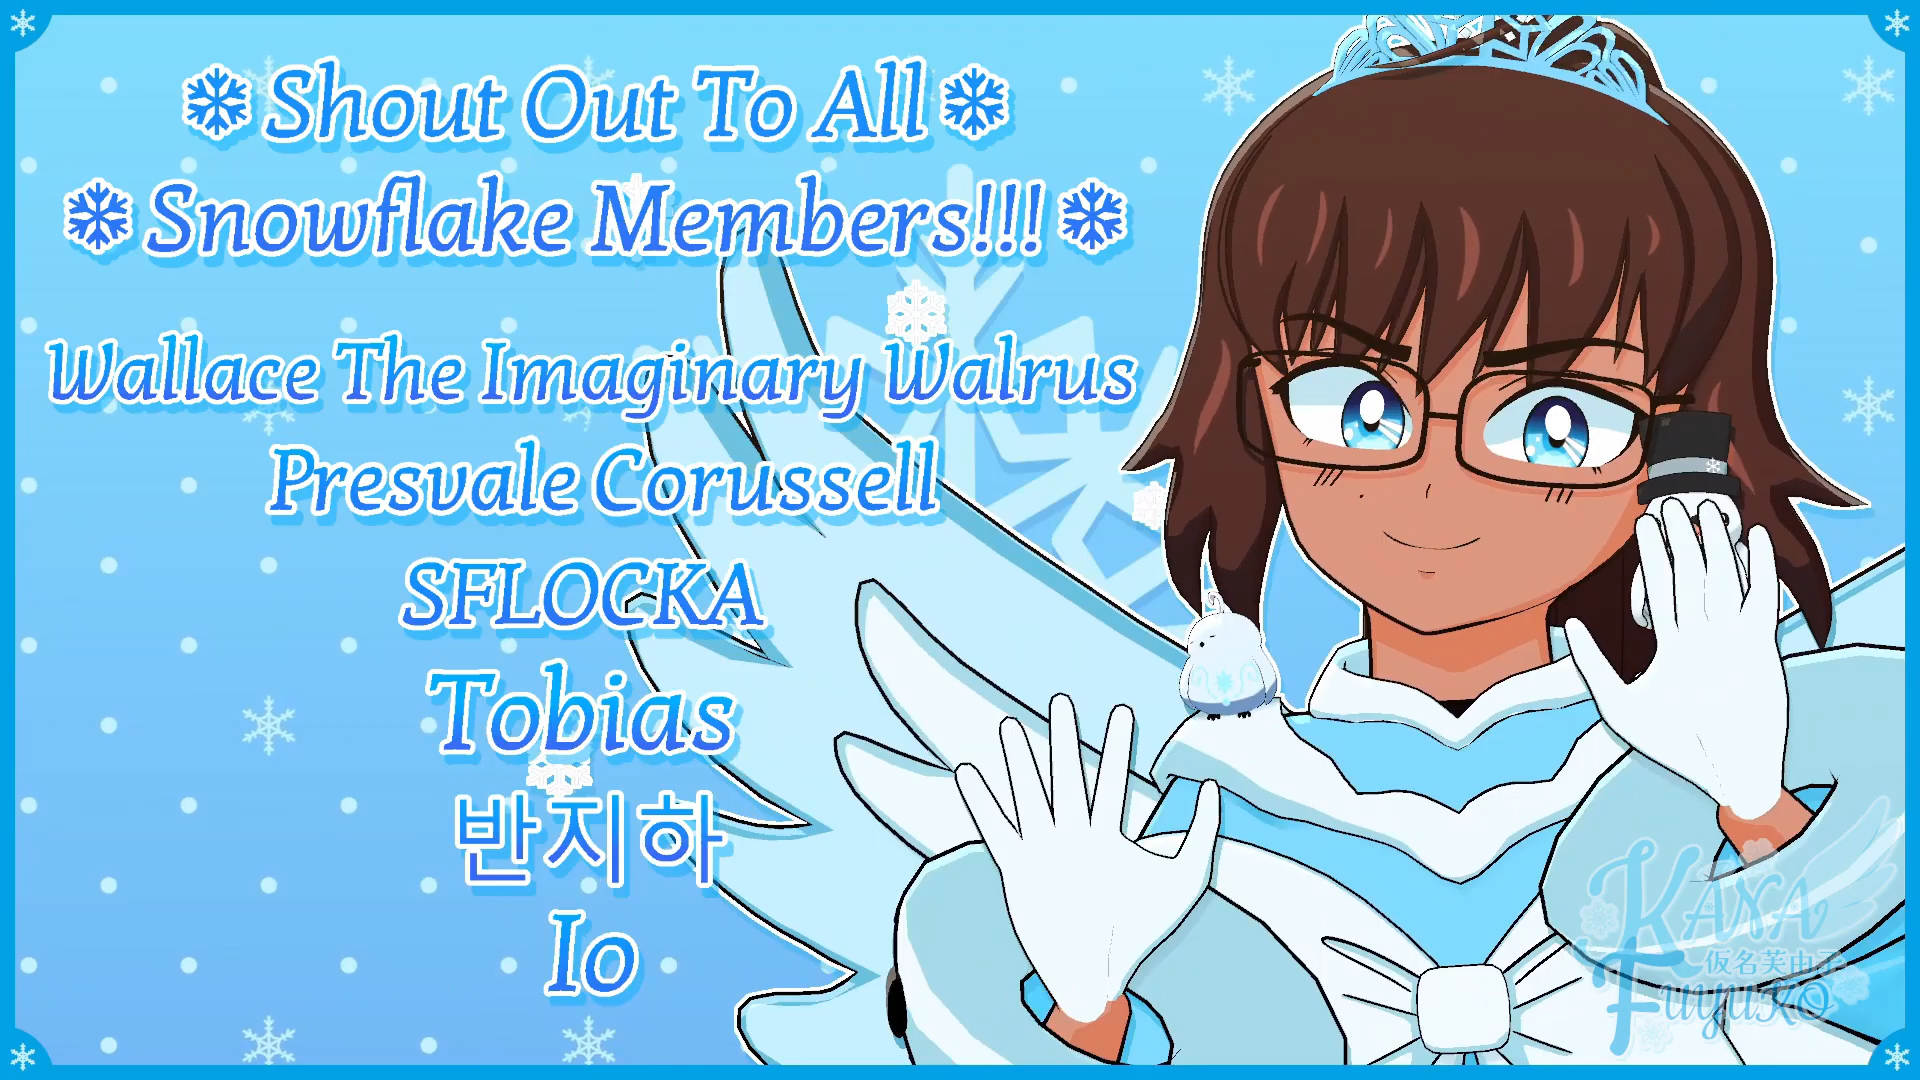 ❄ Shout Out To All ❄
❄ Snowflake Members!!! ❄
Wallace The Imaginary Walrus
Presvale Corussell
SFLOCKA
Tobias
반지하
Io
KANA
仮名芙由子
FUYUKO